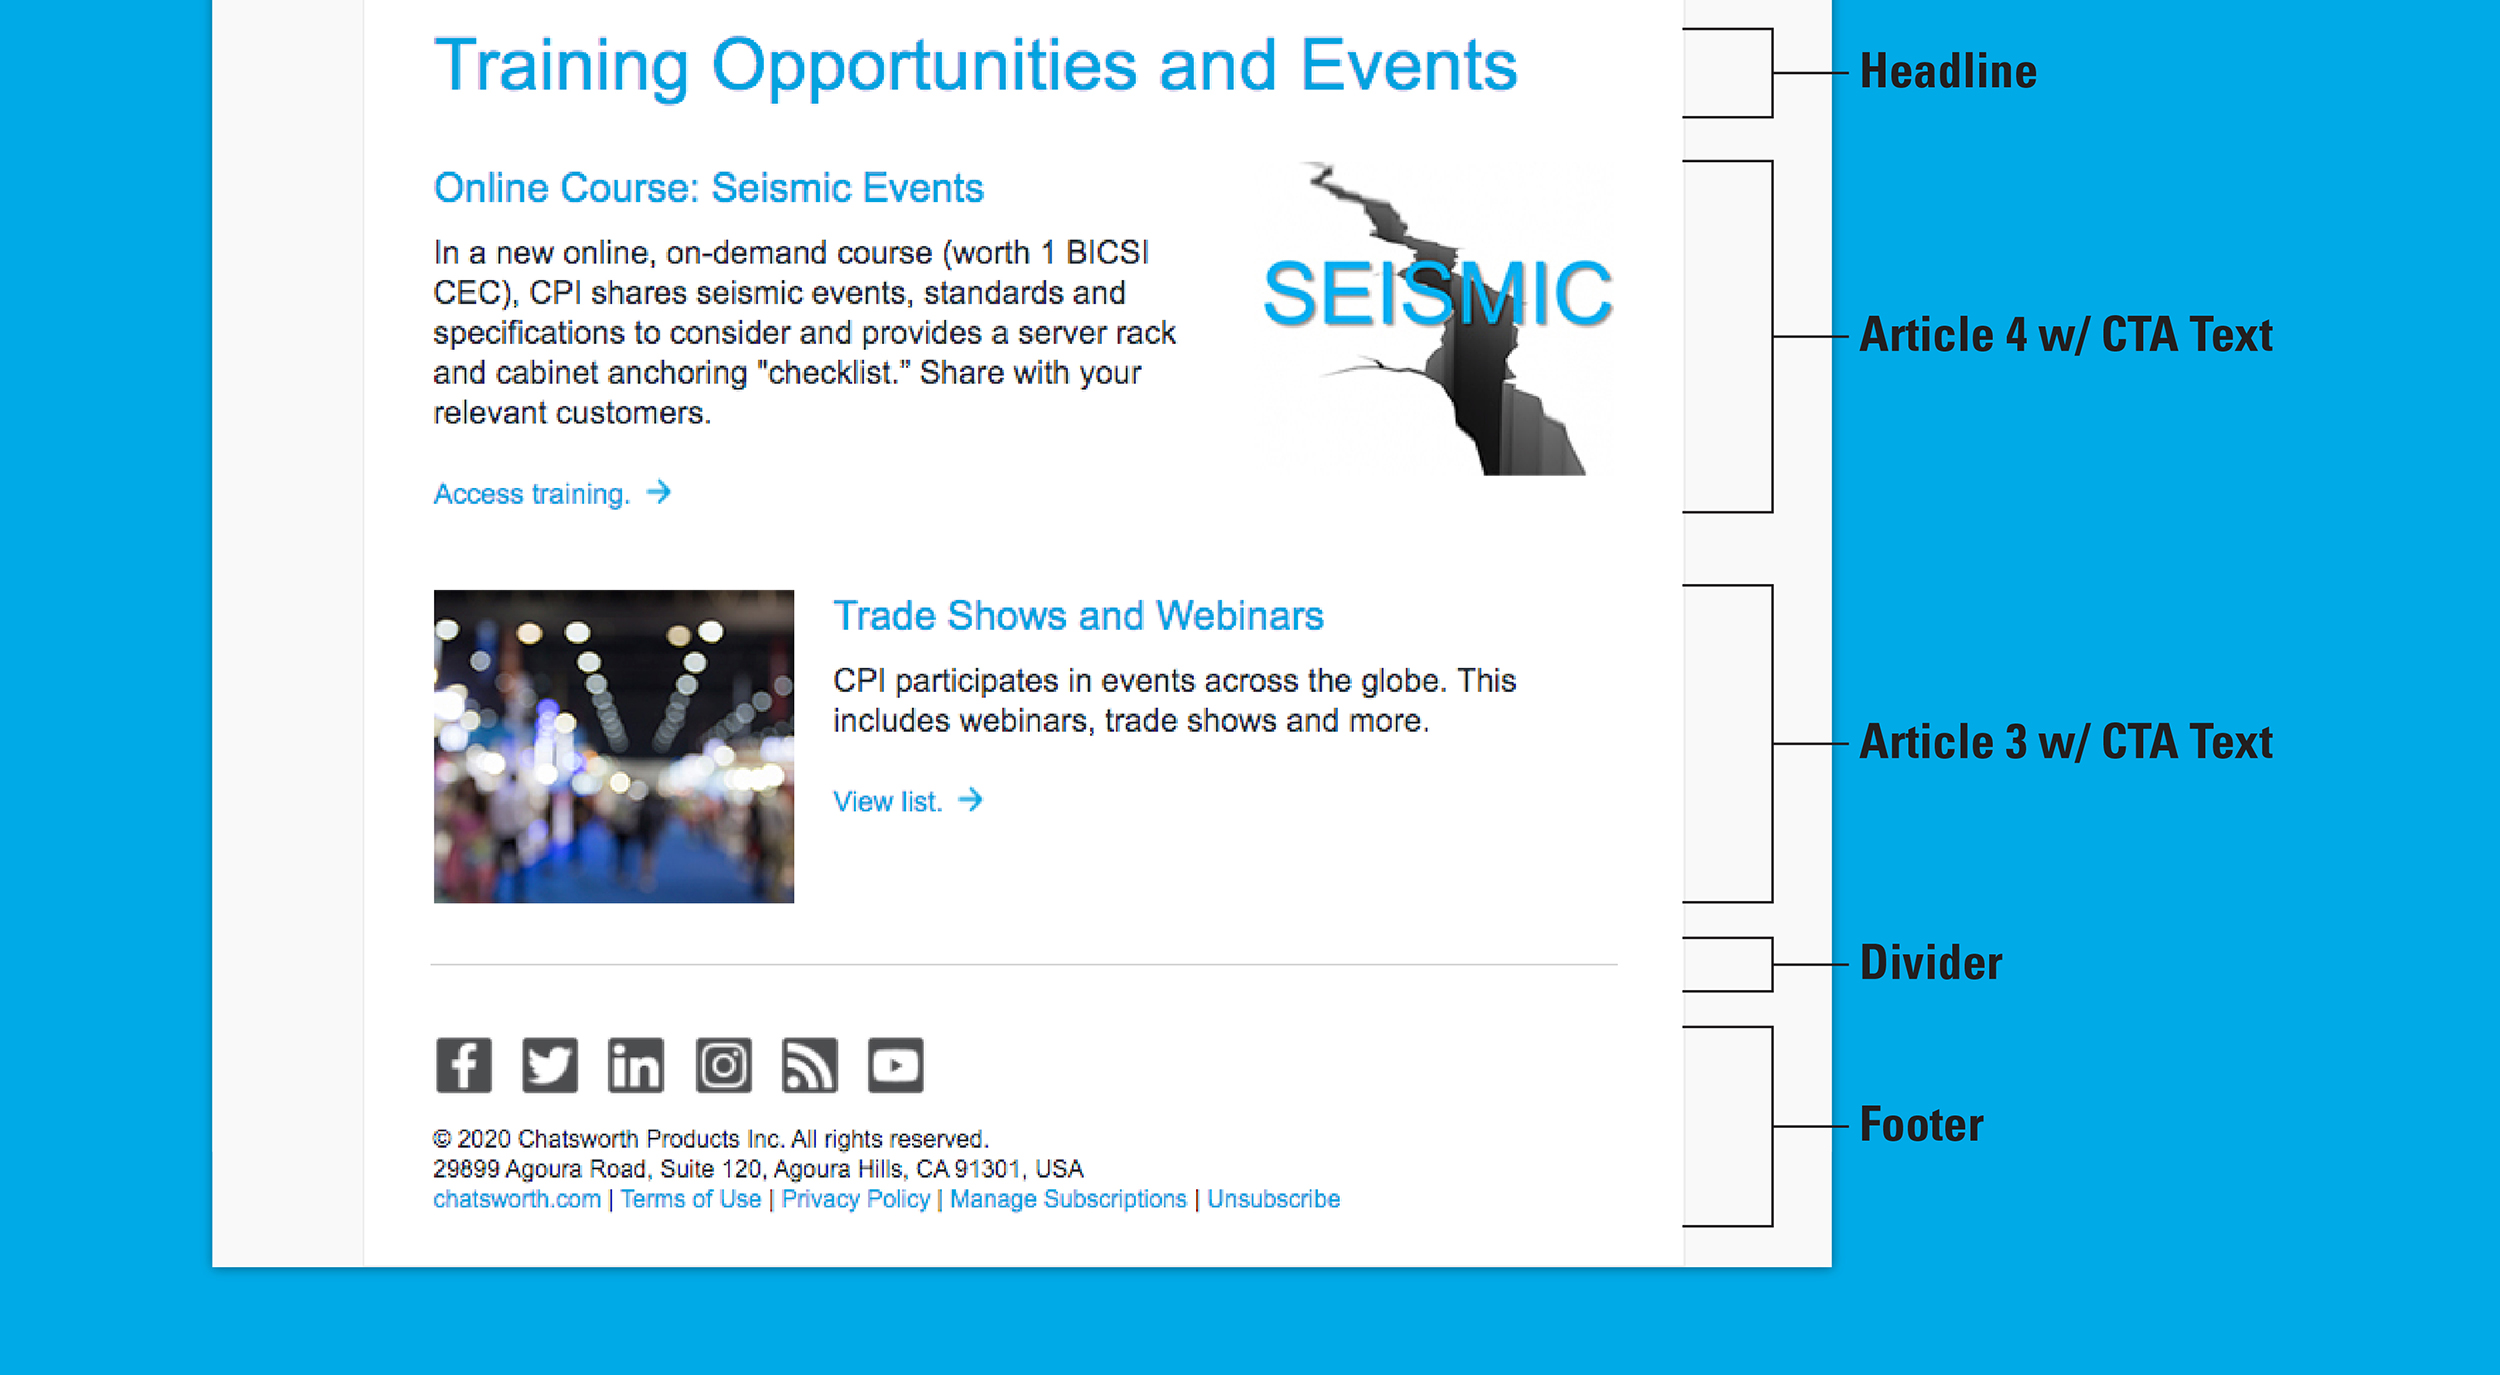 Training Opportunities and Events
Headline
Online Course: Seismic Events
In a new online, on-demand course (worth 1 BICSI
CEC), CPI shares seismic events, standards and
specifications to consider and provides a server rack
and cabinet anchoring "checklist.” Share with your
relevant customers.
Access training. →
SEISMIC
Article 4 w/ CTA Text
Trade Shows and Webinars
CPI participates in events across the globe. This
includes webinars, trade shows and more.
View list. →
Article 3 w/ CTA Text
Divider
© 2020 Chatsworth Products Inc. All rights reserved.
29899 Agoura Road, Suite 120, Agoura Hills, CA 91301, USA
chatsworth.com | Terms of Use | Privacy Policy | Manage Subscriptions | Unsubscribe
Footer